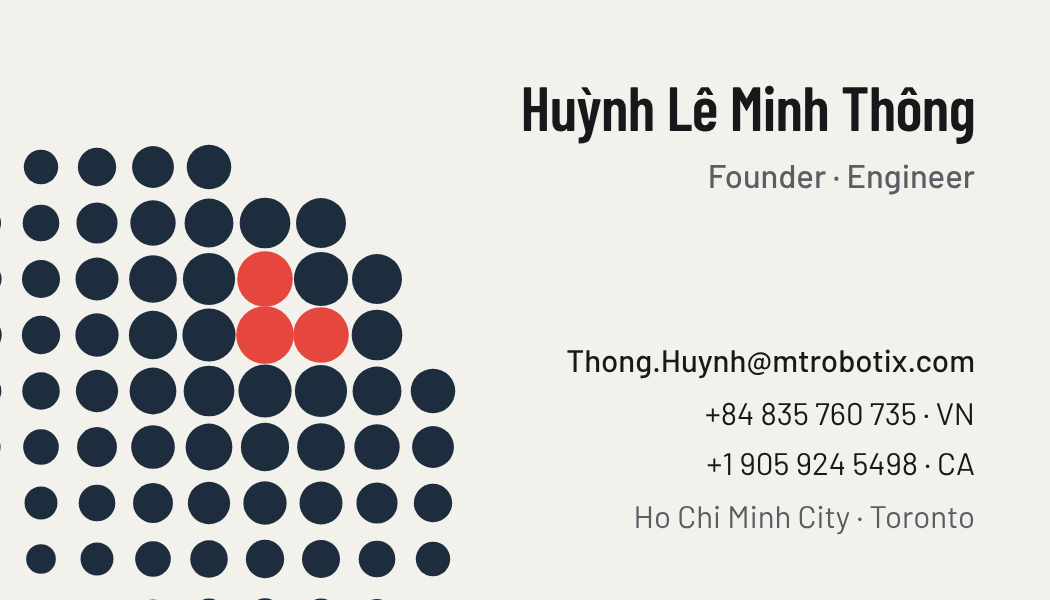 Huỳnh Lê Minh Thông
Founder · Engineer
Thong.Huynh@mtrobotix.com
+84 835 760 735 · VN
+1 905 924 5498 · CA
Ho Chi Minh City · Toronto